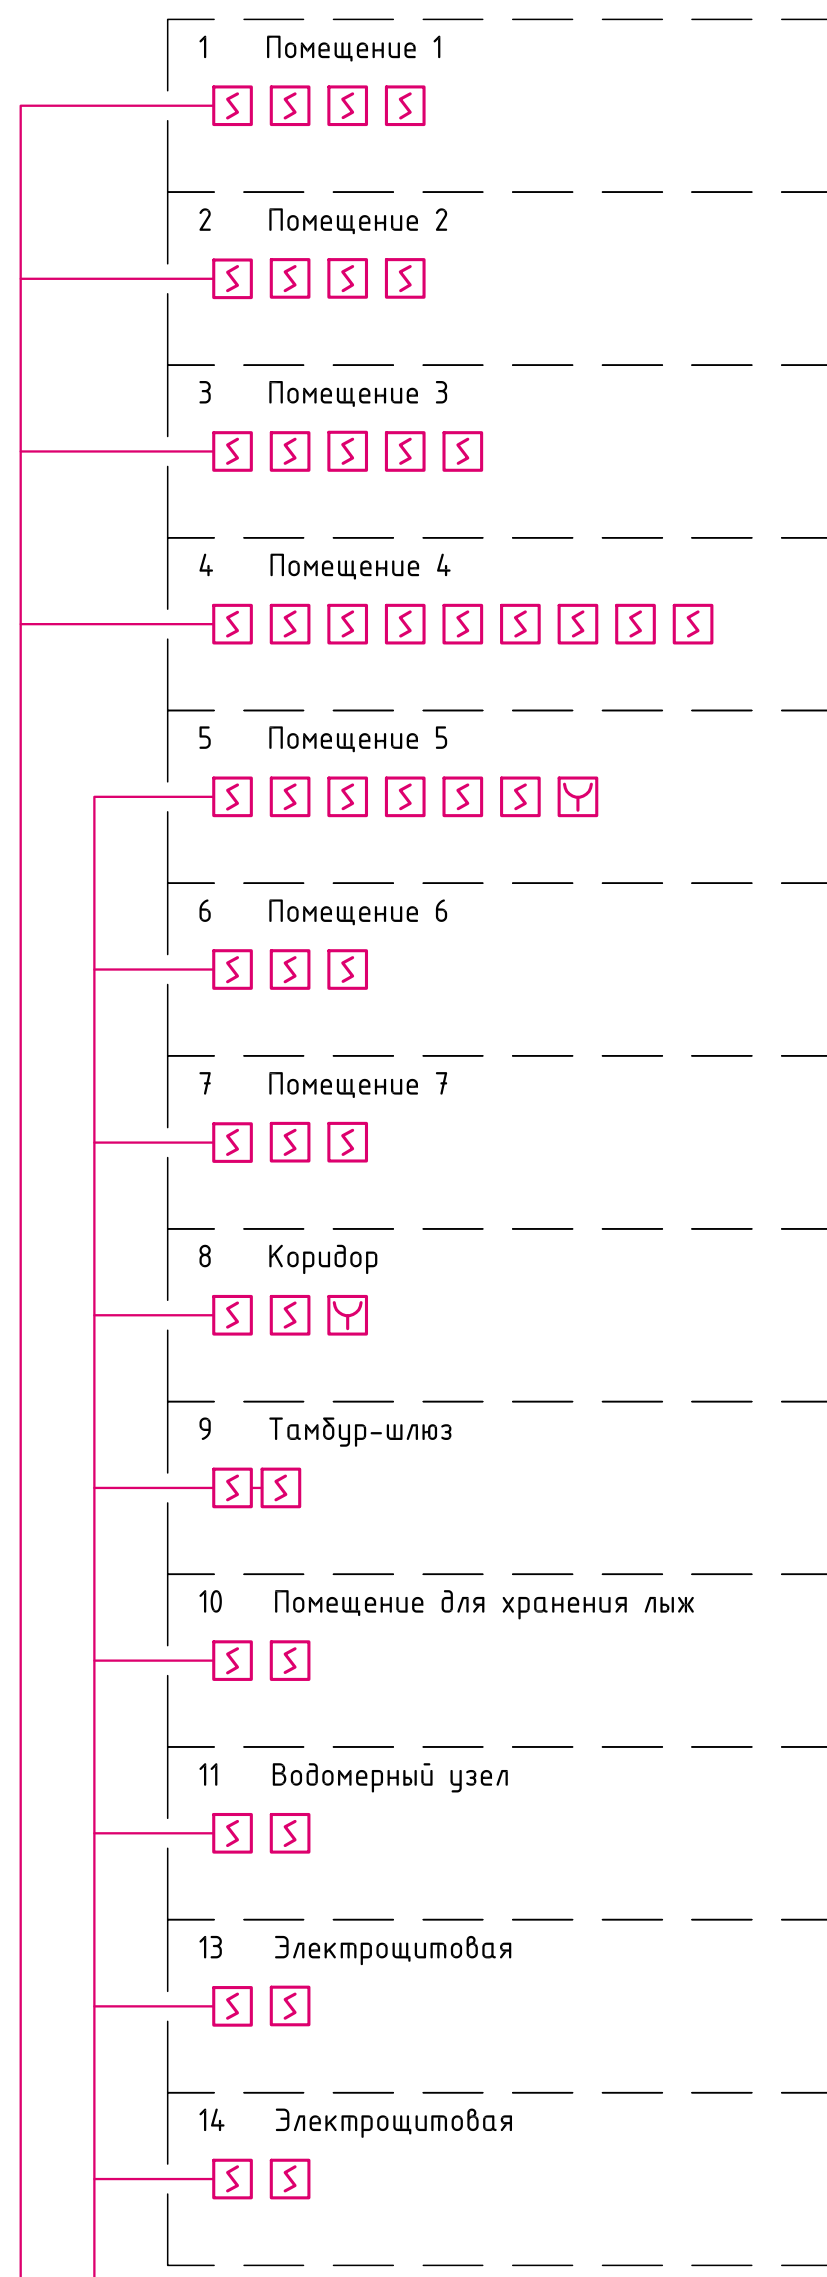 1 Помещение 1
2 Помещение 2
3 Помещение 3
4 Помещение 4
5 Помещение 5
6 Помещение 6
7 Помещение 7
8 Коридор
9 Тамбур-шлюз
10 Помещение для хранения лыж
11 Водомерный узел
13 Электрощитовая
14 Электрощитовая